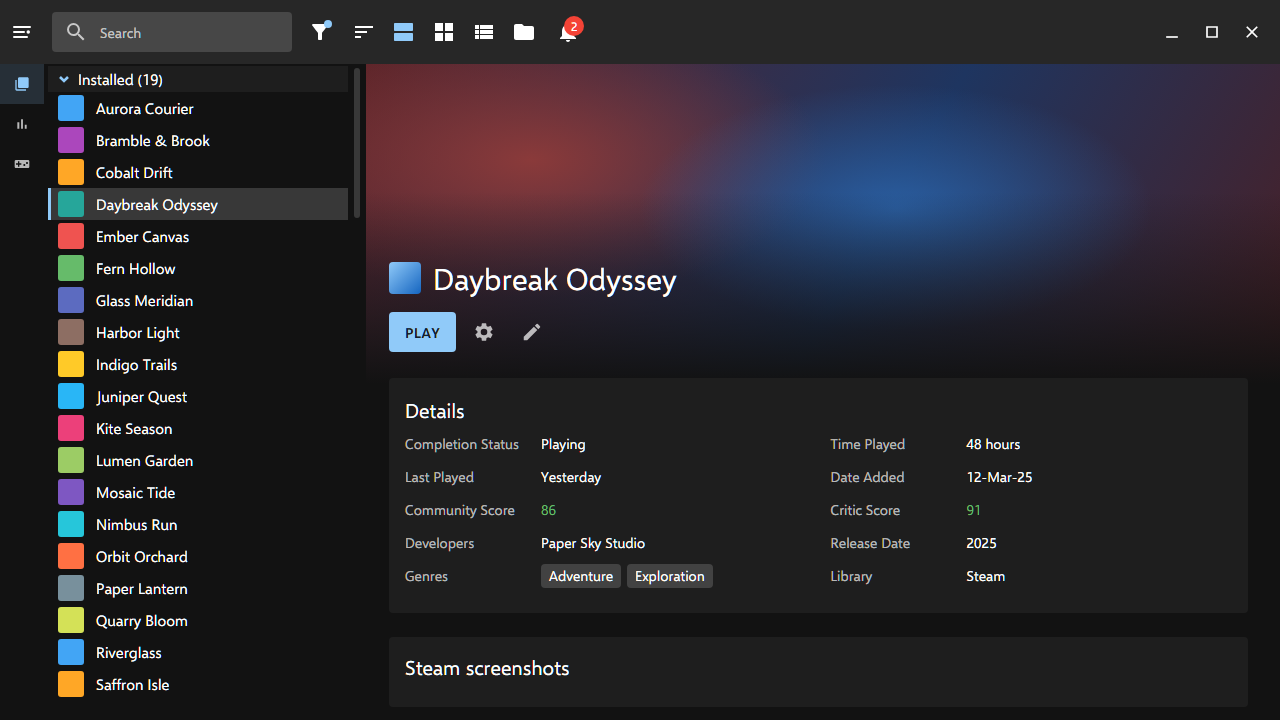 Search
2
Installed (19)
Aurora Courier
Bramble & Brook
Cobalt Drift
Daybreak Odyssey
Ember Canvas
Fern Hollow
Glass Meridian
Harbor Light
Indigo Trails
Juniper Quest
Kite Season
Lumen Garden
Mosaic Tide
Nimbus Run
Orbit Orchard
Paper Lantern
Quarry Bloom
Riverglass
Saffron Isle
Daybreak Odyssey
PLAY
Details
Completion Status Playing Time Played 48 hours
Last Played Yesterday Date Added 12-Mar-25
Community Score 86 Critic Score 91
Developers Paper Sky Studio Release Date 2025
Genres Adventure Exploration Library Steam
Steam screenshots